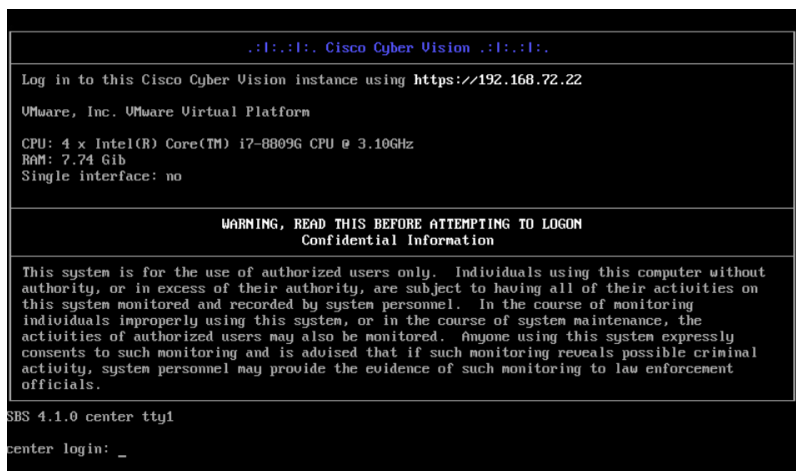 .:|:.:|:. Cisco Cyber Vision .:|:.:|:.
Log in to this Cisco Cyber Vision instance using https://192.168.72.22
VMware, Inc. VMware Virtual Platform
CPU: 4 x Intel(R) Core(TM) i7-8809G CPU @ 3.10GHz
RAM: 7.74 Gib
Single interface: no
WARNING, READ THIS BEFORE ATTEMPTING TO LOGON
Confidential Information
This system is for the use of authorized users only.  Individuals using this computer without
authority, or in excess of their authority, are subject to having all of their activities on
this system monitored and recorded by system personnel.  In the course of monitoring
individuals improperly using this system, or in the course of system maintenance, the
activities of authorized users may also be monitored.  Anyone using this system expressly
consents to such monitoring and is advised that if such monitoring reveals possible criminal
activity, system personnel may provide the evidence of such monitoring to law enforcement
officials.
SBS 4.1.0 center tty1
center login: _